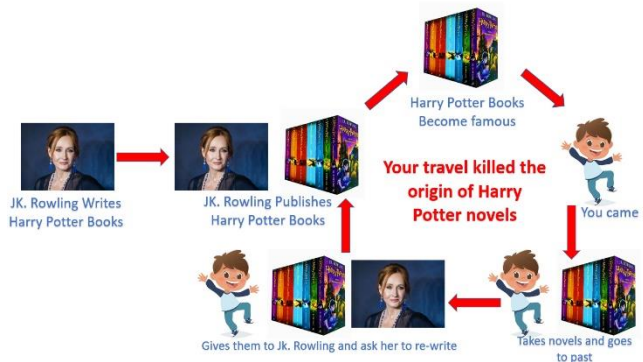 JK. Rowling Writes
Harry Potter Books
JK. Rowling Publishes
Harry Potter Books
Harry Potter Books
Become famous
Your travel killed the
origin of Harry
Potter novels
You came
Takes novels and goes
to past
Gives them to Jk. Rowling and ask her to re-write